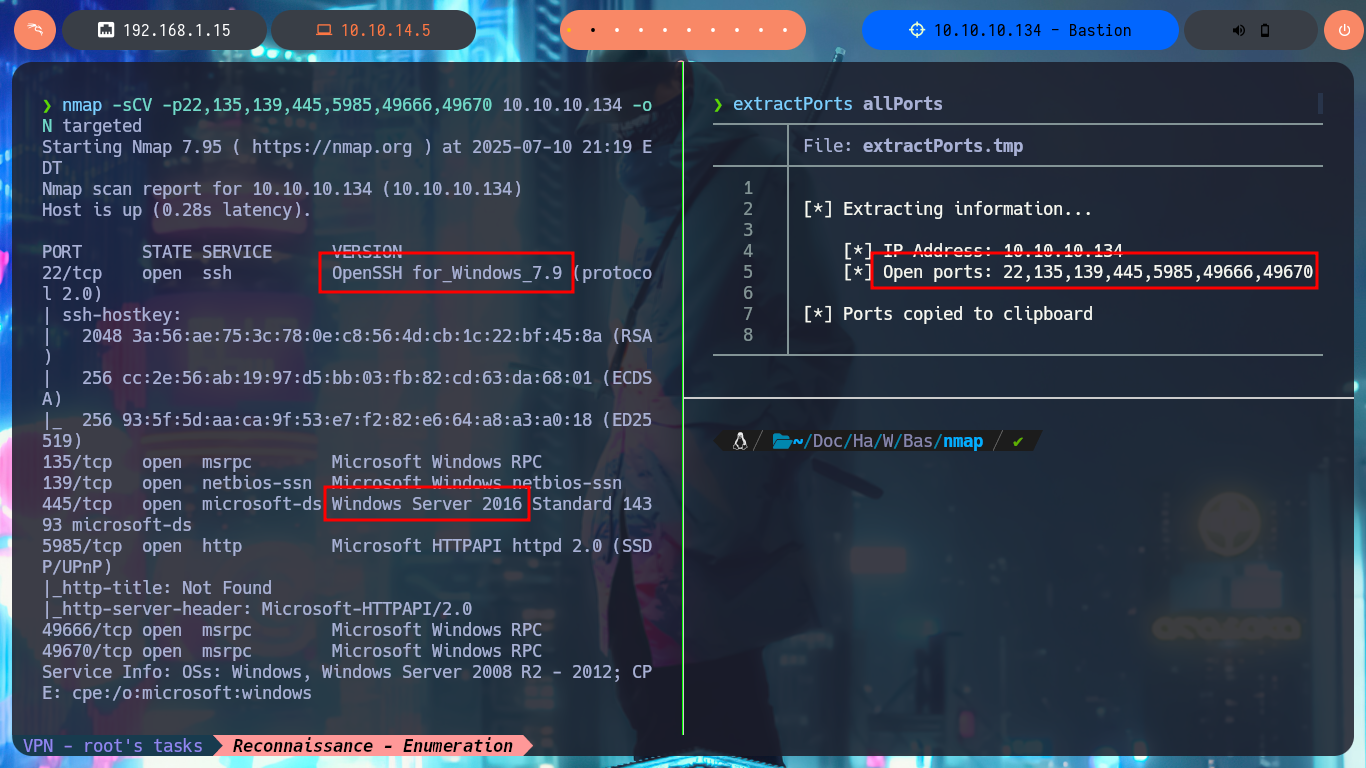 192.168.1.15
10.10.14.5
10.10.10.134 - Bastion
❯ nmap -sCV -p22,135,139,445,5985,49666,49670 10.10.10.134 -o
N targeted
Starting Nmap 7.95 ( https://nmap.org ) at 2025-07-10 21:19 E
DT
Nmap scan report for 10.10.10.134 (10.10.10.134)
Host is up (0.28s latency).
PORT      STATE SERVICE      VERSION
22/tcp    open  ssh          OpenSSH for_Windows_7.9 (protoco
l 2.0)
| ssh-hostkey:
|   2048 3a:56:ae:75:3c:78:0e:c8:56:4d:cb:1c:22:bf:45:8a (RSA
)
|   256 cc:2e:56:ab:19:97:d5:bb:03:fb:82:cd:63:da:68:01 (ECDS
A)
|_  256 93:5f:5d:aa:ca:9f:53:e7:f2:82:e6:64:a8:a3:a0:18 (ED25
519)
135/tcp   open  msrpc        Microsoft Windows RPC
139/tcp   open  netbios-ssn  Microsoft Windows netbios-ssn
445/tcp   open  microsoft-ds Windows Server 2016 Standard 143
93 microsoft-ds
5985/tcp  open  http         Microsoft HTTPAPI httpd 2.0 (SSD
P/UPnP)
|_http-title: Not Found
|_http-server-header: Microsoft-HTTPAPI/2.0
49666/tcp open  msrpc        Microsoft Windows RPC
49670/tcp open  msrpc        Microsoft Windows RPC
Service Info: OSs: Windows, Windows Server 2008 R2 - 2012; CP
E: cpe:/o:microsoft:windows
❯ extractPorts allPorts
File: extractPorts.tmp
1
2 [*] Extracting information...
3
4     [*] IP Address: 10.10.10.134
5     [*] Open ports: 22,135,139,445,5985,49666,49670
6
7 [*] Ports copied to clipboard
8
~/Doc/Ha/W/Bas/nmap ✔
VPN - root's tasks
Reconnaissance - Enumeration